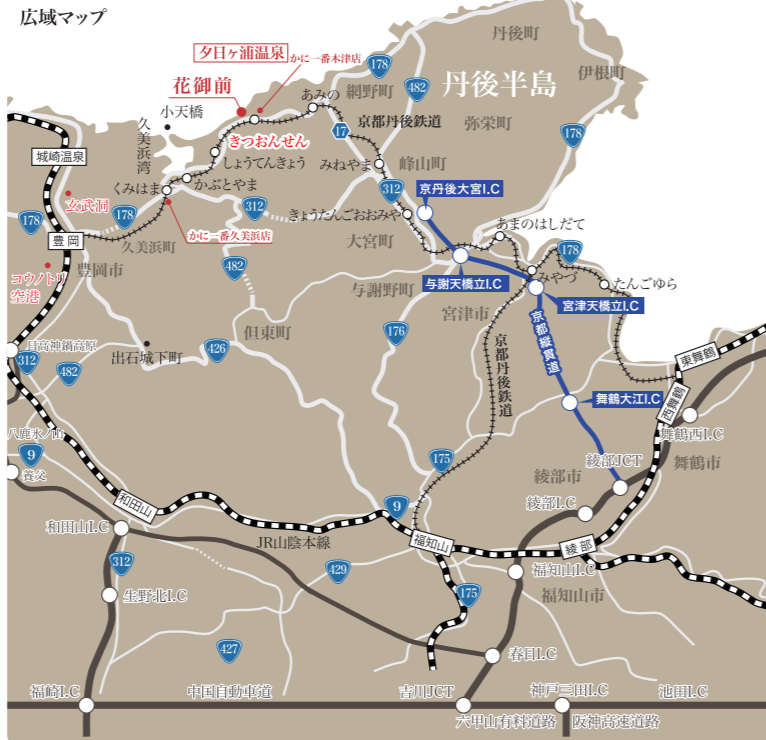 広域マップ
丹後町
夕日ヶ浦温泉
かに一番木津店
178
伊根町
花御前
網野町
482
丹後半島
小天橋
あみの
17
京都丹後鉄道
弥栄町
久美浜湾
きつおんせん
178
城崎温泉
しょうてんきょう
みねやま
峰山町
くみはま
かぶとやま
312
京丹後大宮I.C
玄武洞
178
312
きょうたんごおおみや
178
かに一番久美浜店
あまのはしだて
豊岡
久美浜町
大宮町
178
コウノトリ空港
豊岡市
482
与謝野町
与謝天橋立I.C
みやづ
たんごゆら
宮津市
宮津天橋立I.C
但東町
176
京都縦貫道
日高神鍋高原
出石城下町
426
京都丹後鉄道
東舞鶴
312
482
舞鶴大江I.C
西舞鶴
八鹿氷ノ山
舞鶴西I.C
9
175
綾部市
綾部JCT
舞鶴市
養父
和田山
9
綾部I.C
和田山I.C
JR山陰本線
福知山
綾部
312
429
福知山I.C
生野北I.C
175
福知山市
427
春日I.C
福崎I.C
中国自動車道
吉川JCT
神戸三田I.C
池田I.C
六甲山有料道路
阪神高速道路